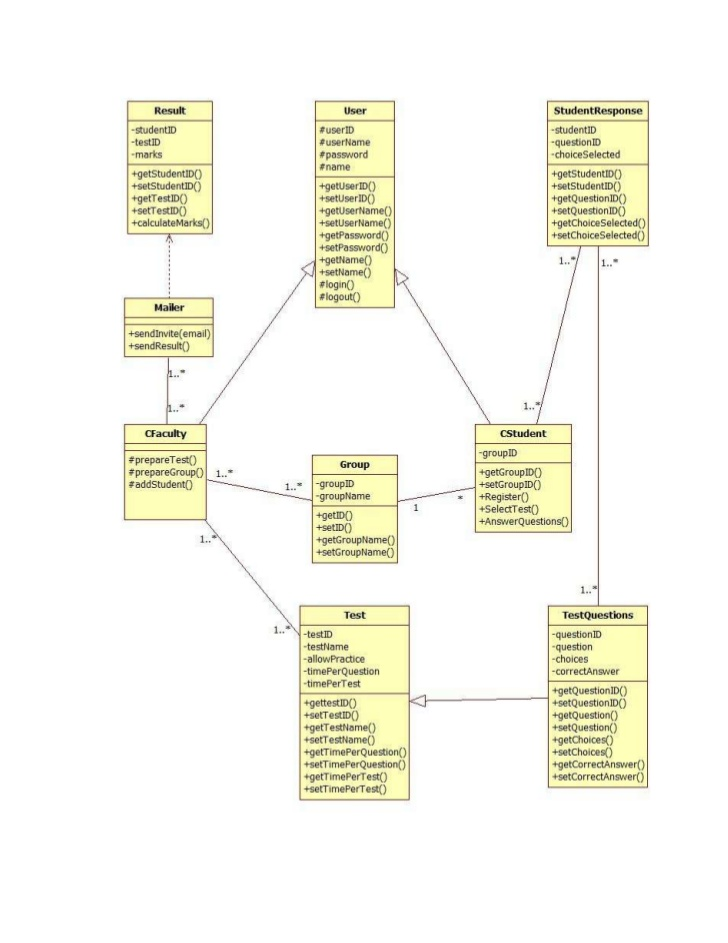 Result
-studentID
-testID
-marks
+getStudentID()
+setStudentID()
+getTestID()
+setTestID()
+calculateMarks()
User
#userID
#userName
#password
#name
+getUserID()
+setUserID()
+getUserName()
+setUserName()
+getPassword()
+setPassword()
+getName()
+setName()
#login()
#logout()
StudentResponse
-studentID
-questionID
-choiceSelected
+getStudentID()
+setStudentID()
+getQuestionID()
+setQuestionID()
+getChoiceSelected()
+setChoiceSelected()
1..*
1..*
Mailer
+sendInvite(email)
+sendResult()
1..*
1..*
1..*
CFaculty
#prepareTest()
#prepareGroup()
#addStudent()
1..*
1..*
Group
-groupID
-groupName
+getID()
+setID()
+getGroupName()
+setGroupName()
1
*
CStudent
-groupID
+getGroupID()
+setGroupID()
+Register()
+SelectTest()
+AnswerQuestions()
1..*
1..*
1..*
Test
-testID
-testName
-allowPractice
-timePerQuestion
-timePerTest
+gettestID()
+setTestID()
+getTestName()
+setTestName()
+getTimePerQuestion()
+setTimePerQuestion()
+getTimePerTest()
+setTimePerTest()
TestQuestions
-questionID
-question
-choices
-correctAnswer
+getQuestionID()
+setQuestionID()
+getQuestion()
+setQuestion()
+getChoices()
+setChoices()
+getCorrectAnswer()
+setCorrectAnswer()